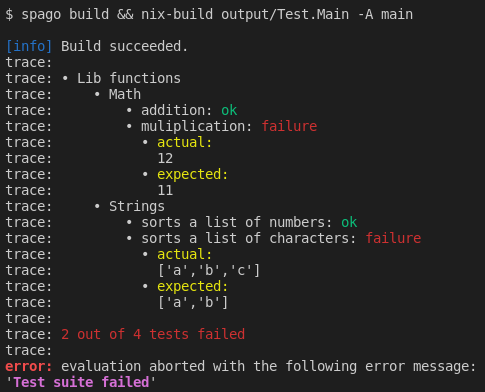 $ spago build && nix-build output/Test.Main -A main
[info] Build succeeded.
trace:
trace: • Lib functions
trace: • Math
trace: • addition: ok
trace: • muliplication: failure
trace: • actual:
trace: 12
trace: • expected:
trace: 11
trace: • Strings
trace: • sorts a list of numbers: ok
trace: • sorts a list of characters: failure
trace: • actual:
trace: ['a','b','c']
trace: • expected:
trace: ['a','b']
trace:
trace: 2 out of 4 tests failed
trace:
error: evaluation aborted with the following error message:
'Test suite failed'